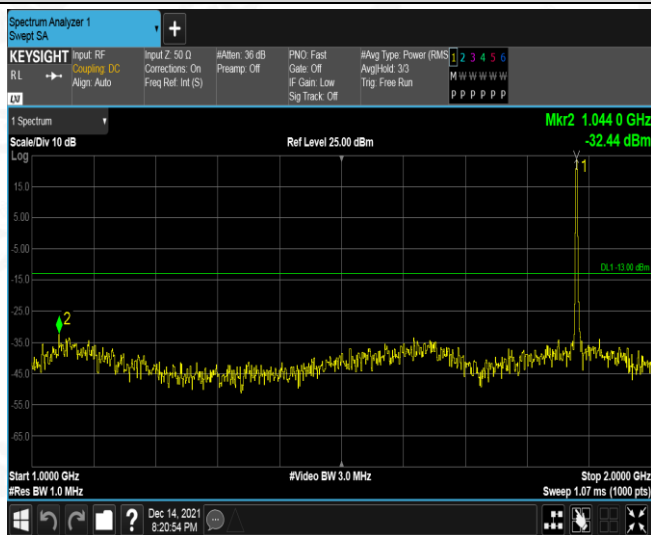 Spectrum Analyzer 1
Swept SA
+
KEYSIGHT
RL
LXI
Input: RF
Coupling: DC
Align: Auto
Input Z: 50 Ω
Corrections: On
Freq Ref: Int (S)
#Atten: 36 dB
Preamp: Off
PNO: Fast
Gate: Off
IF Gain: Low
Sig Track: Off
#Avg Type: Power (RMS
Avg|Hold: 3/3
Trig: Free Run
1 2 3 4 5 6
M W W W W W
P P P P P P
1 Spectrum
Mkr2 1.044 0 GHz
Scale/Div 10 dB
Ref Level 25.00 dBm
-32.44 dBm
Log
1
15.0
5.00
-5.00
DL1 -13.00 dBm
-15.0
-25.0
2
-35.0
-45.0
-55.0
-65.0
Start 1.0000 GHz
#Video BW 3.0 MHz
Stop 2.0000 GHz
#Res BW 1.0 MHz
Sweep 1.07 ms (1000 pts)
?
Dec 14, 2021
8:20:54 PM